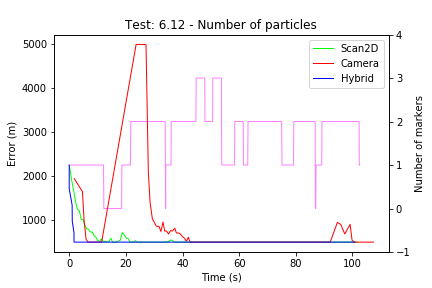 Test: 6.12 - Number of particles
Error (m)
5000
4000
3000
2000
1000
Scan2D
Camera
Hybrid
4
3
2
1
0
−1
Number of markers
0
20
40
60
80
100
Time (s)